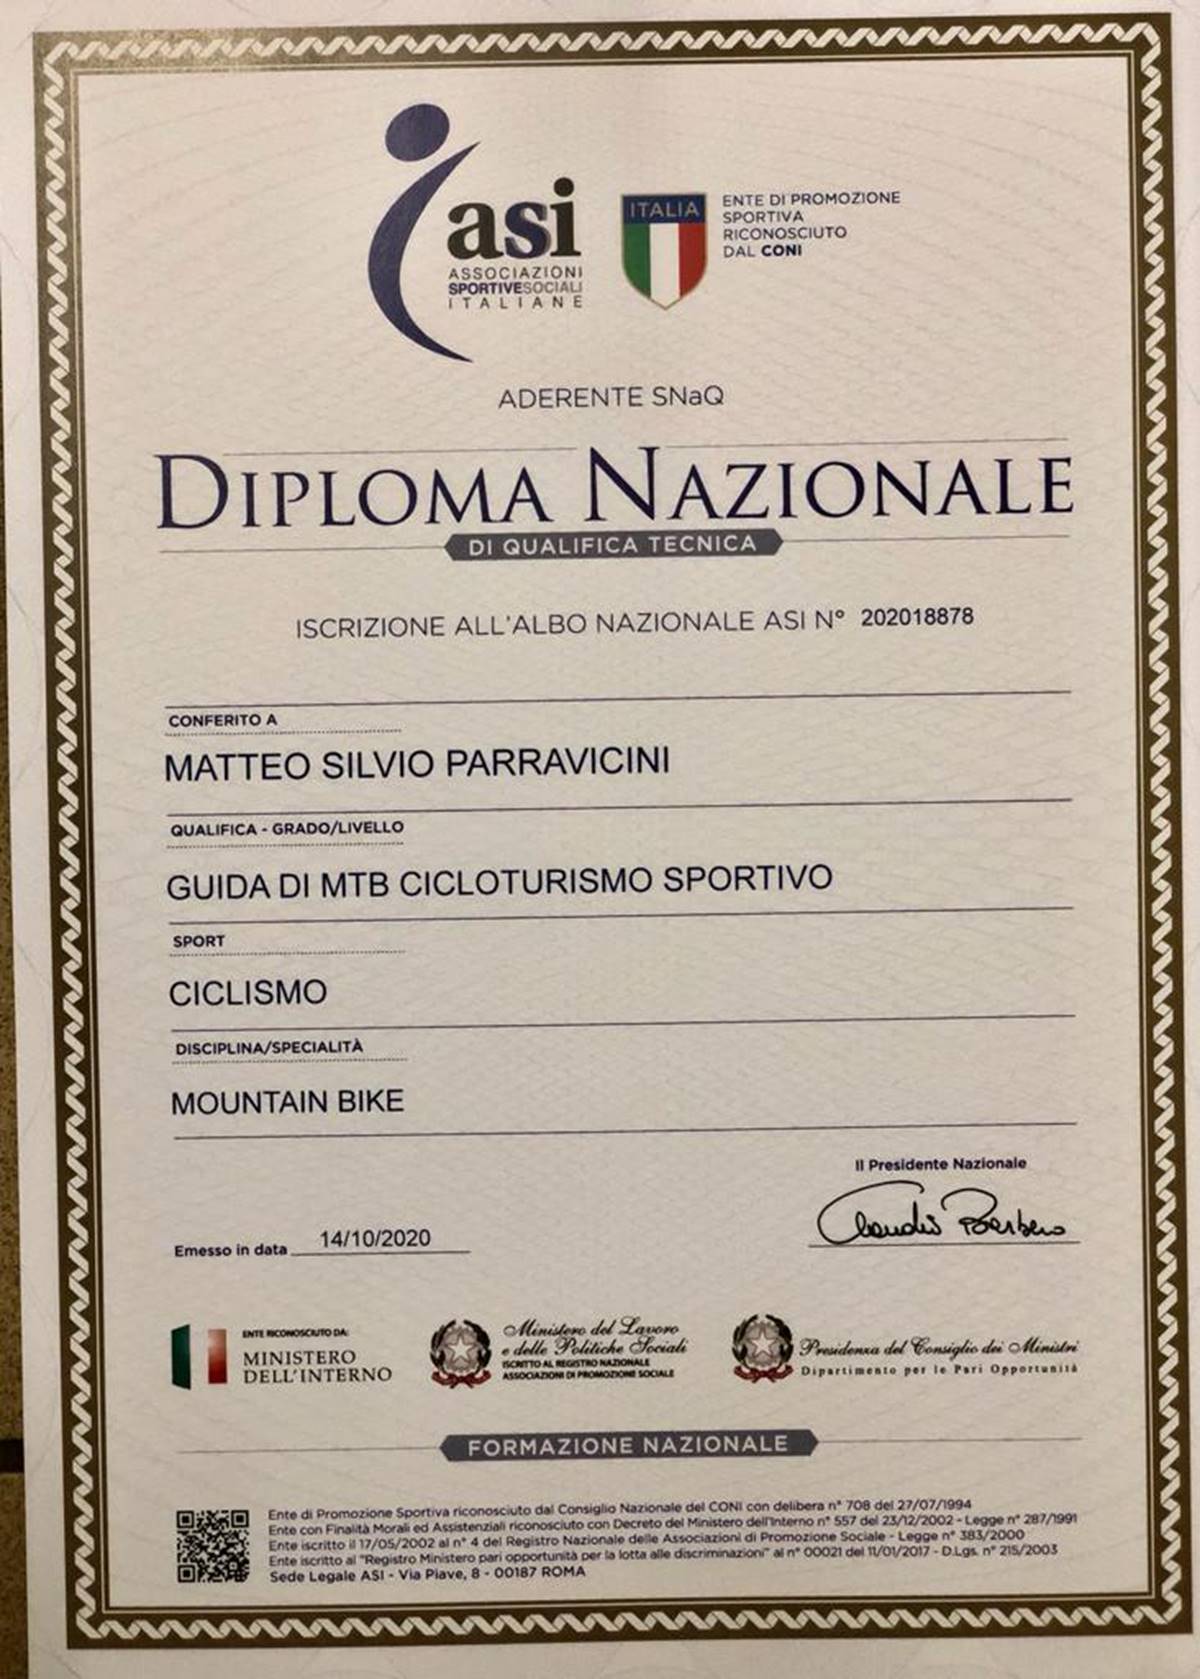 asi
ASSOCIAZIONI
SPORTIVESOCIALI
ITALIANE
ITALIA
ENTE DI PROMOZIONE
SPORTIVA
RICONOSCIUTO
DAL CONI
ADERENTE SNaQ
DIPLOMA NAZIONALE
DI QUALIFICA TECNICA
ISCRIZIONE ALL'ALBO NAZIONALE ASI N° 202018878
CONFERITO A
MATTEO SILVIO PARRAVICINI
QUALIFICA - GRADO/LIVELLO
GUIDA DI MTB CICLOTURISMO SPORTIVO
SPORT
CICLISMO
DISCIPLINA/SPECIALITÀ
MOUNTAIN BIKE
Il Presidente Nazionale
Claudio Barbaro
Emesso in data 14/10/2020
ENTE RICONOSCIUTO DA:
MINISTERO
DELL'INTERNO
Ministero del Lavoro
e delle Politiche Sociali
ISCRITTO AL REGISTRO NAZIONALE
ASSOCIAZIONI DI PROMOZIONE SOCIALE
Presidenza del Consiglio dei Ministri
Dipartimento per le Pari Opportunità
FORMAZIONE NAZIONALE
Ente di Promozione Sportiva riconosciuto dal Consiglio Nazionale del CONI con delibera n° 708 del 27/07/1994
Ente con Finalità Morali ed Assistenziali riconosciuto con Decreto del Ministero dell'Interno n° 557 del 23/12/2002 - Legge n° 287/1991
Ente iscritto il 17/05/2002 al n° 4 del Registro Nazionale delle Associazioni di Promozione Sociale - Legge n° 383/2000
Ente iscritto al "Registro Ministero pari opportunità per la lotta alle discriminazioni" al n° 00021 del 11/01/2017 - D.Lgs. n° 215/2003
Sede Legale ASI - Via Piave, 8 - 00187 ROMA